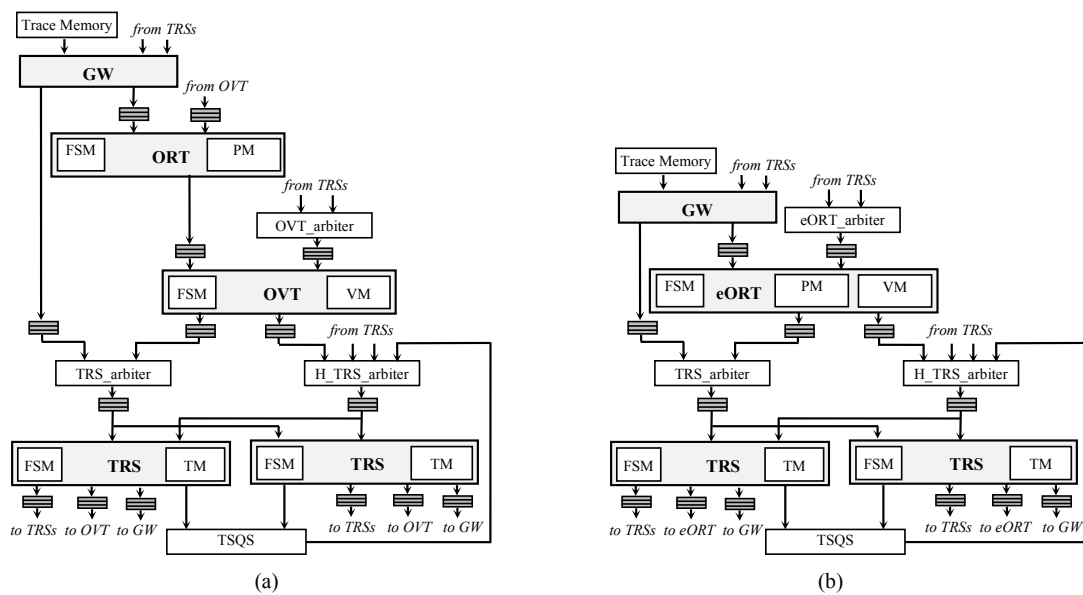 Trace Memory
from TRSs
GW
from OVT
FSM
ORT
PM
from TRSs
OVT_arbiter
FSM
OVT
VM
from TRSs
TRS_arbiter
H_TRS_arbiter
FSM
TRS
TM
FSM
TRS
TM
to TRSs
to OVT
to GW
to TRSs
to OVT
to GW
TSQS
(a)
Trace Memory
from TRSs
from TRSs
GW
eORT_arbiter
FSM
eORT
PM
VM
from TRSs
TRS_arbiter
H_TRS_arbiter
FSM
TRS
TM
FSM
TRS
TM
to TRSs
to eORT
to GW
to TRSs
to eORT
to GW
TSQS
(b)